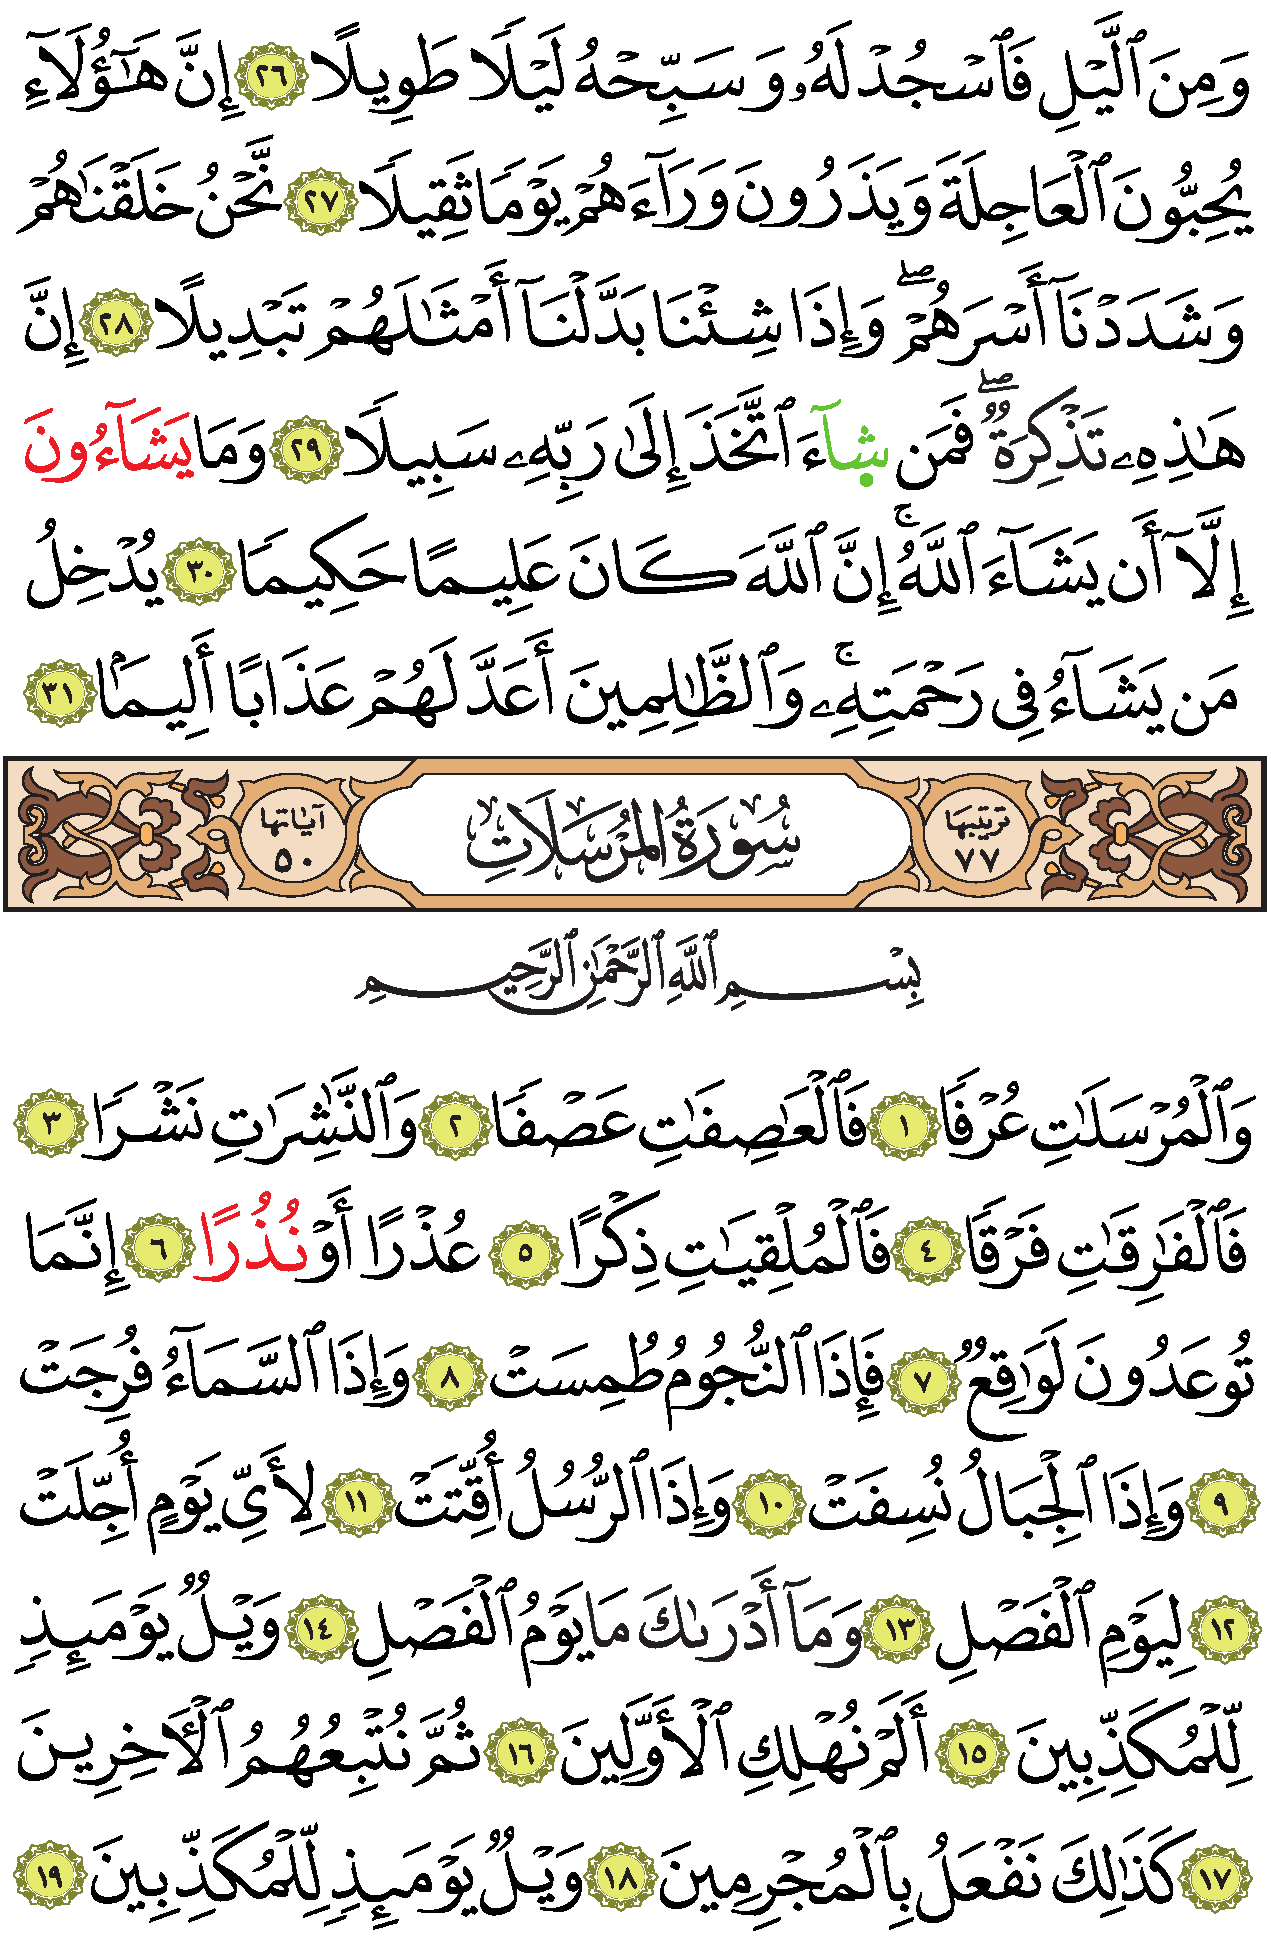 وَمِنَ ٱلَّيۡلِ فَٱسۡجُدۡ لَهُۥ وَسَبِّحۡهُ لَيۡلٗا طَوِيلًا ٢٦ إِنَّ هَٰٓؤُلَآءِ
يُحِبُّونَ ٱلۡعَاجِلَةَ وَيَذَرُونَ وَرَآءَهُمۡ يَوۡمٗا ثَقِيلٗا ٢٧ نَّحۡنُ خَلَقۡنَٰهُمۡ
وَشَدَدۡنَآ أَسۡرَهُمۡۖ وَإِذَا شِئۡنَا بَدَّلۡنَآ أَمۡثَٰلَهُمۡ تَبۡدِيلًا ٢٨ إِنَّ
هَٰذِهِۦ تَذۡكِرَةٞۖ فَمَن شَآءَ ٱتَّخَذَ إِلَىٰ رَبِّهِۦ سَبِيلٗا ٢٩ وَمَا يَشَآءُونَ
إِلَّآ أَن يَشَآءَ ٱللَّهُۚ إِنَّ ٱللَّهَ كَانَ عَلِيمًا حَكِيمٗا ٣٠ يُدۡخِلُ
مَن يَشَآءُ فِي رَحۡمَتِهِۦۚ وَٱلظَّٰلِمِينَ أَعَدَّ لَهُمۡ عَذَابًا أَلِيمَۢا ٣١
ترتيبها ٧٧ سُورَةُ المُرۡسَلَات آياتها ٥٠
بِسۡمِ ٱللَّهِ ٱلرَّحۡمَٰنِ ٱلرَّحِيمِ
وَٱلۡمُرۡسَلَٰتِ عُرۡفٗا ١ فَٱلۡعَٰصِفَٰتِ عَصۡفٗا ٢ وَٱلنَّٰشِرَٰتِ نَشۡرٗا ٣
فَٱلۡفَٰرِقَٰتِ فَرۡقٗا ٤ فَٱلۡمُلۡقِيَٰتِ ذِكۡرًا ٥ عُذۡرًا أَوۡ نُذُرًا ٦ إِنَّمَا
تُوعَدُونَ لَوَٰقِعٞ ٧ فَإِذَا ٱلنُّجُومُ طُمِسَتۡ ٨ وَإِذَا ٱلسَّمَآءُ فُرِجَتۡ
٩ وَإِذَا ٱلۡجِبَالُ نُسِفَتۡ ١٠ وَإِذَا ٱلرُّسُلُ أُقِّتَتۡ ١١ لِأَيِّ يَوۡمٍ أُجِّلَتۡ
١٢ لِيَوۡمِ ٱلۡفَصۡلِ ١٣ وَمَآ أَدۡرَىٰكَ مَا يَوۡمُ ٱلۡفَصۡلِ ١٤ وَيۡلٞ يَوۡمَئِذٖ
لِّلۡمُكَذِّبِينَ ١٥ أَلَمۡ نُهۡلِكِ ٱلۡأَوَّلِينَ ١٦ ثُمَّ نُتۡبِعُهُمُ ٱلۡأٓخِرِينَ
١٧ كَذَٰلِكَ نَفۡعَلُ بِٱلۡمُجۡرِمِينَ ١٨ وَيۡلٞ يَوۡمَئِذٖ لِّلۡمُكَذِّبِينَ ١٩